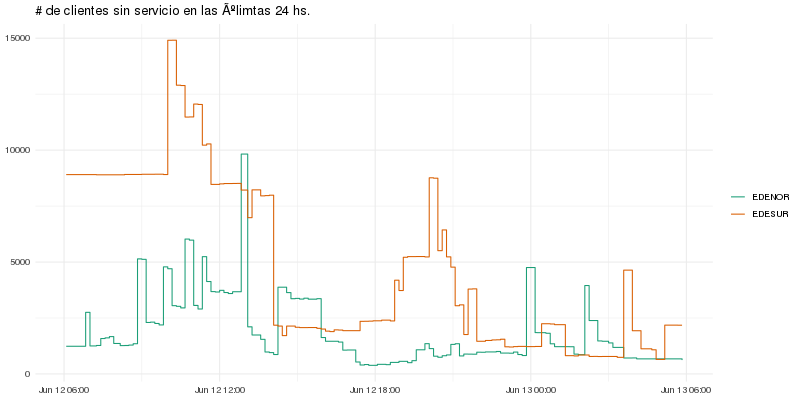 # de clientes sin servicio en las Ãºlimtas 24 hs.
15000
10000
5000
0
Jun 12 06:00
Jun 12 12:00
Jun 12 18:00
Jun 13 00:00
Jun 13 06:00
EDENOR
EDESUR